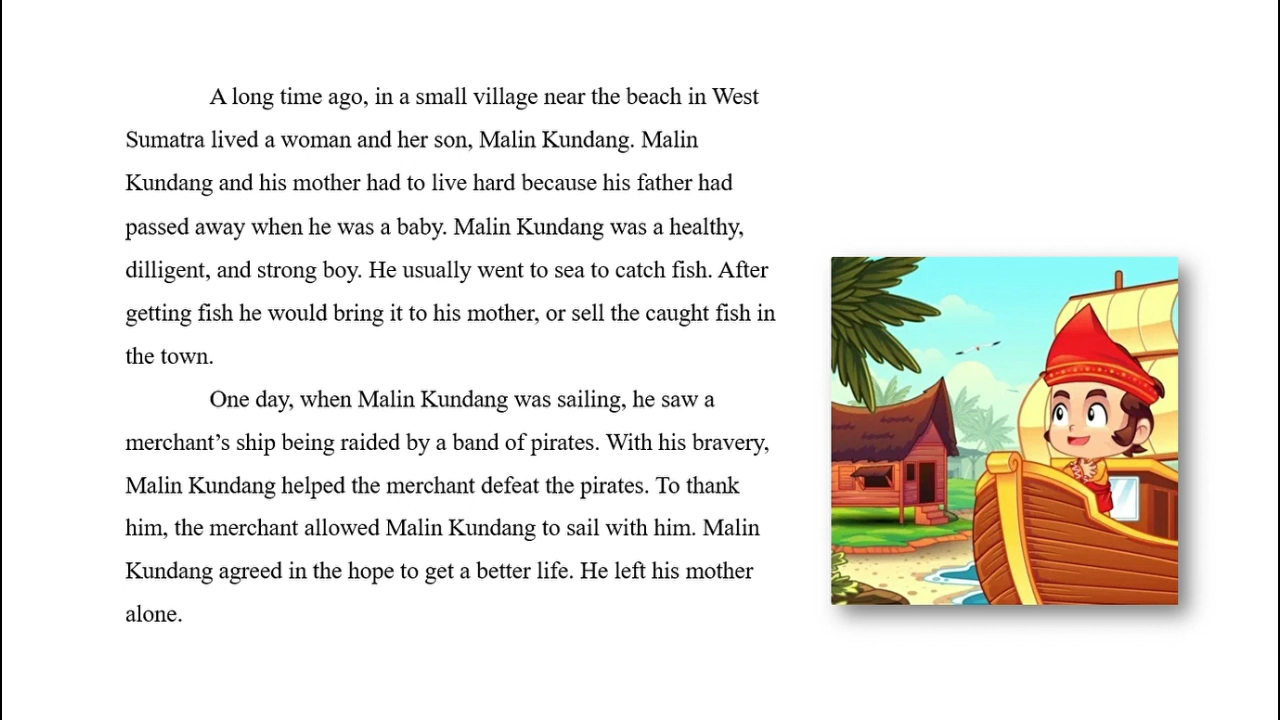 A long time ago, in a small village near the beach in West
Sumatra lived a woman and her son, Malin Kundang. Malin
Kundang and his mother had to live hard because his father had
passed away when he was a baby. Malin Kundang was a healthy,
dilligent, and strong boy. He usually went to sea to catch fish. After
getting fish he would bring it to his mother, or sell the caught fish in
the town.
One day, when Malin Kundang was sailing, he saw a
merchant’s ship being raided by a band of pirates. With his bravery,
Malin Kundang helped the merchant defeat the pirates. To thank
him, the merchant allowed Malin Kundang to sail with him. Malin
Kundang agreed in the hope to get a better life. He left his mother
alone.